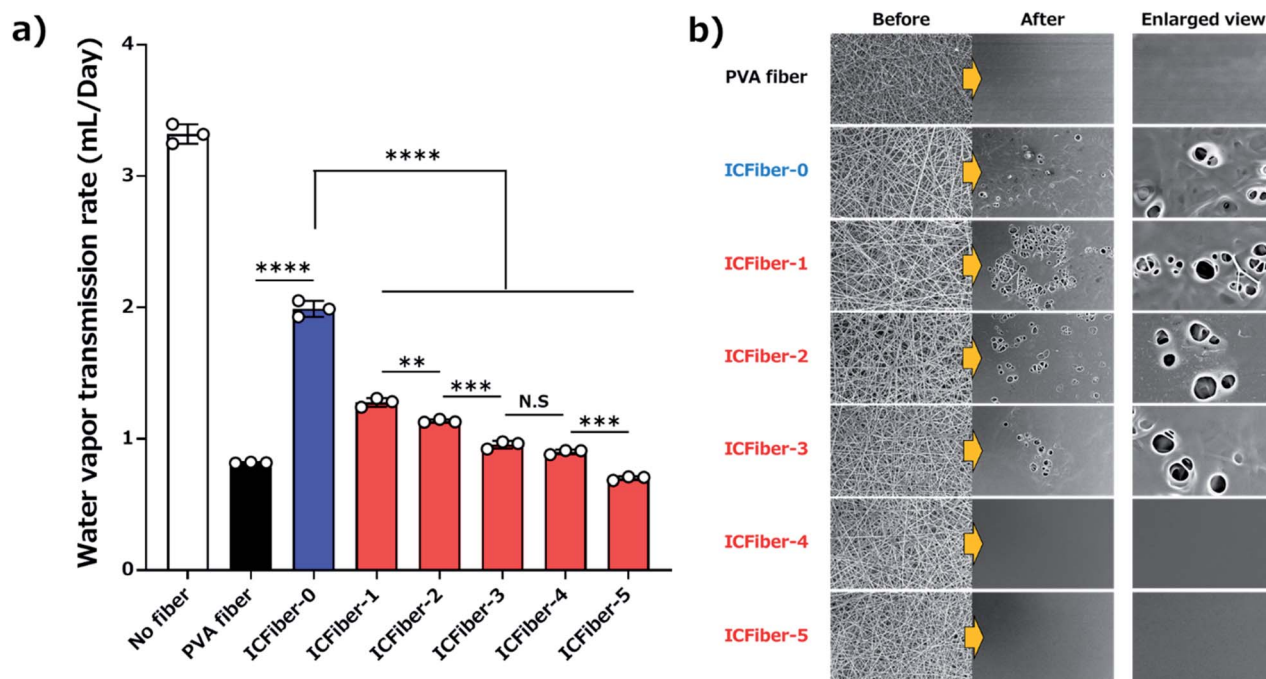 a)
Water vapor transmission rate (mL/Day)
4
3
2
1
0
****
****
**
***
N.S
***
No fiber
PVA fiber
ICFiber-0
ICFiber-1
ICFiber-2
ICFiber-3
ICFiber-4
ICFiber-5
b)
Before After Enlarged view
PVA fiber
ICFiber-0
ICFiber-1
ICFiber-2
ICFiber-3
ICFiber-4
ICFiber-5